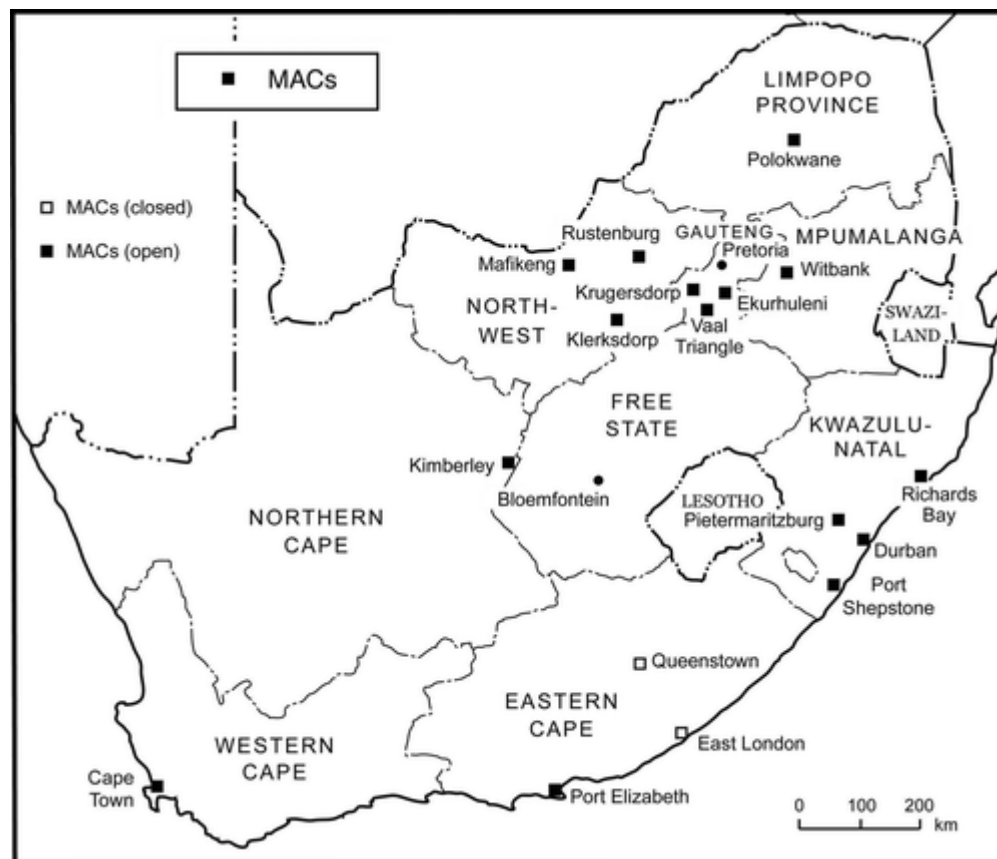 MACs
MACs (closed)
MACs (open)
LIMPOPO
PROVINCE
Polokwane
Rustenburg
GAUTENG
MPUMALANGA
Pretoria
Mafikeng
Witbank
Krugersdorp
Ekurhuleni
NORTH-
WEST
Klerksdorp
Vaal
Triangle
SWAZI-
LAND
FREE
STATE
KWAZULU-
NATAL
Kimberley
Bloemfontein
LESOTHO
Pietermaritzburg
Richards
Bay
NORTHERN
CAPE
Durban
Port
Shepstone
Queenstown
EASTERN
CAPE
WESTERN
CAPE
East London
Cape
Town
Port Elizabeth
0 100 200
km